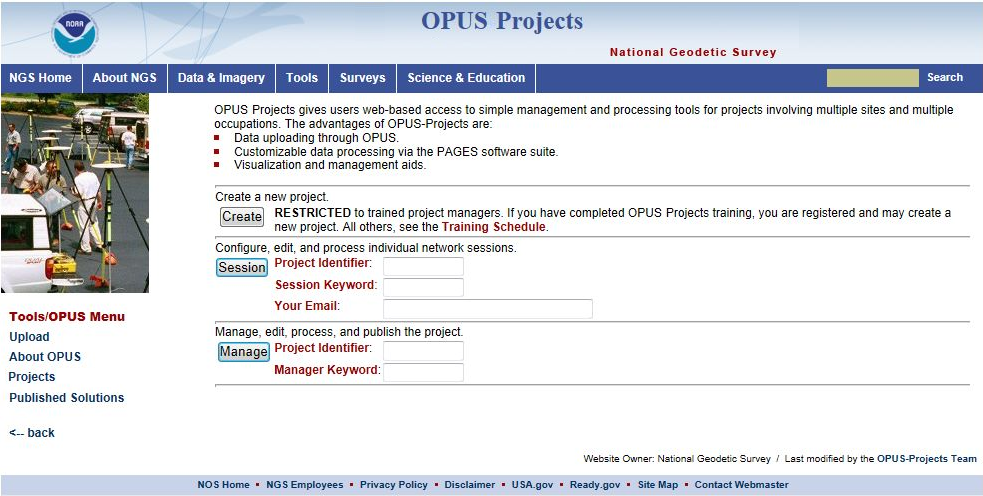 NOAA
OPUS Projects
National Geodetic Survey
NGS Home About NGS Data & Imagery Tools Surveys Science & Education Search
OPUS Projects gives users web-based access to simple management and processing tools for projects involving multiple sites and multiple
occupations. The advantages of OPUS-Projects are:
Data uploading through OPUS.
Customizable data processing via the PAGES software suite.
Visualization and management aids.
Create a new project.
Create RESTRICTED to trained project managers. If you have completed OPUS Projects training, you are registered and may create a
new project. All others, see the Training Schedule.
Configure, edit, and process individual network sessions.
Session Project Identifier:
Session Keyword:
Your Email:
Manage, edit, process, and publish the project.
Manage Project Identifier:
Manager Keyword:
Tools/OPUS Menu
Upload
About OPUS
Projects
Published Solutions
<-- back
Website Owner: National Geodetic Survey / Last modified by the OPUS-Projects Team
NOS Home ▪ NGS Employees ▪ Privacy Policy ▪ Disclaimer ▪ USA.gov ▪ Ready.gov ▪ Site Map ▪ Contact Webmaster